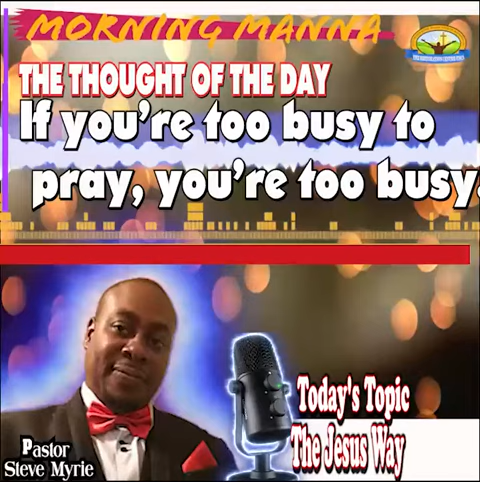 MORNING MANNA
THE THOUGHT OF THE DAY
If you're too busy to
pray, you're too busy.
Today's Topic
The Jesus Way
Pastor
Steve Myrie